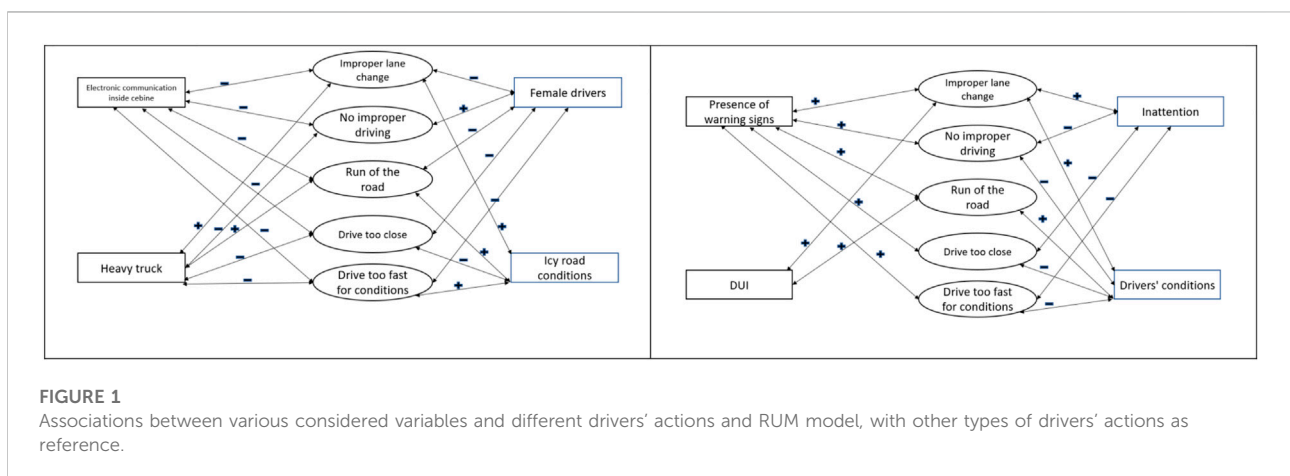 Electronic communication
inside cebine
Heavy truck
Improper lane
change
No improper
driving
Run of the
road
Drive too close
Drive too fast
for conditions
Female drivers
Icy road
conditions
Presence of
warning signs
DUI
Improper lane
change
No improper
driving
Run of the
road
Drive too close
Drive too fast
for conditions
Inattention
Drivers' conditions
FIGURE 1
Associations between various considered variables and different drivers' actions and RUM model, with other types of drivers' actions as
reference.